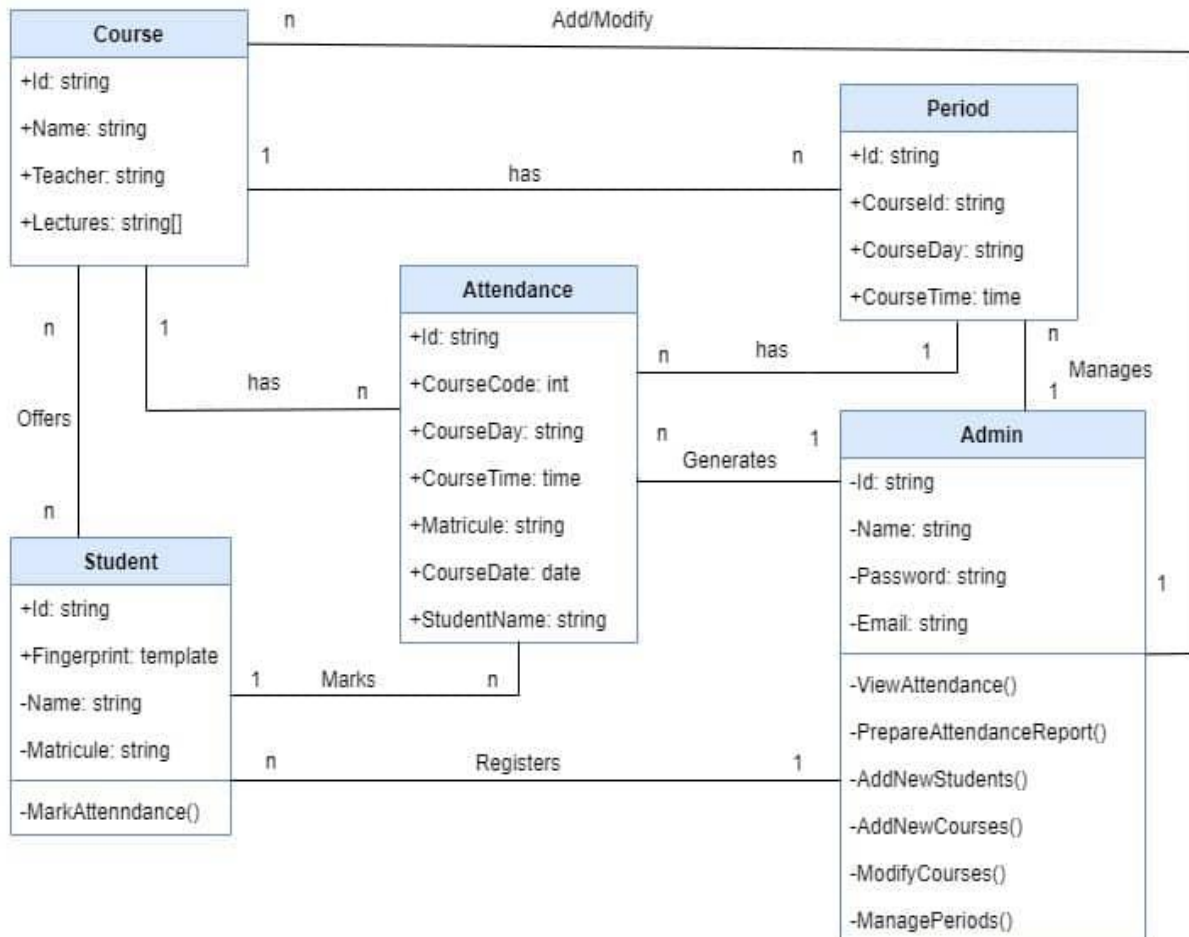 n
Add/Modify
Course
+Id: string
+Name: string
+Teacher: string
+Lectures: string[]
1
has
n
Period
+Id: string
+CourseId: string
+CourseDay: string
+CourseTime: time
n
Offers
n
1
has
n
Attendance
+Id: string
+CourseCode: int
+CourseDay: string
+CourseTime: time
+Matricule: string
+CourseDate: date
+StudentName: string
n
has
1
n
Manages
1
n
Generates
1
Admin
-Id: string
-Name: string
-Password: string
-Email: string
1
-ViewAttendance()
-PrepareAttendanceReport()
-AddNewStudents()
-AddNewCourses()
-ModifyCourses()
-ManagePeriods()
Student
+Id: string
+Fingerprint: template
-Name: string
-Matricule: string
-MarkAttenndance()
1
Marks
n
n
Registers
1